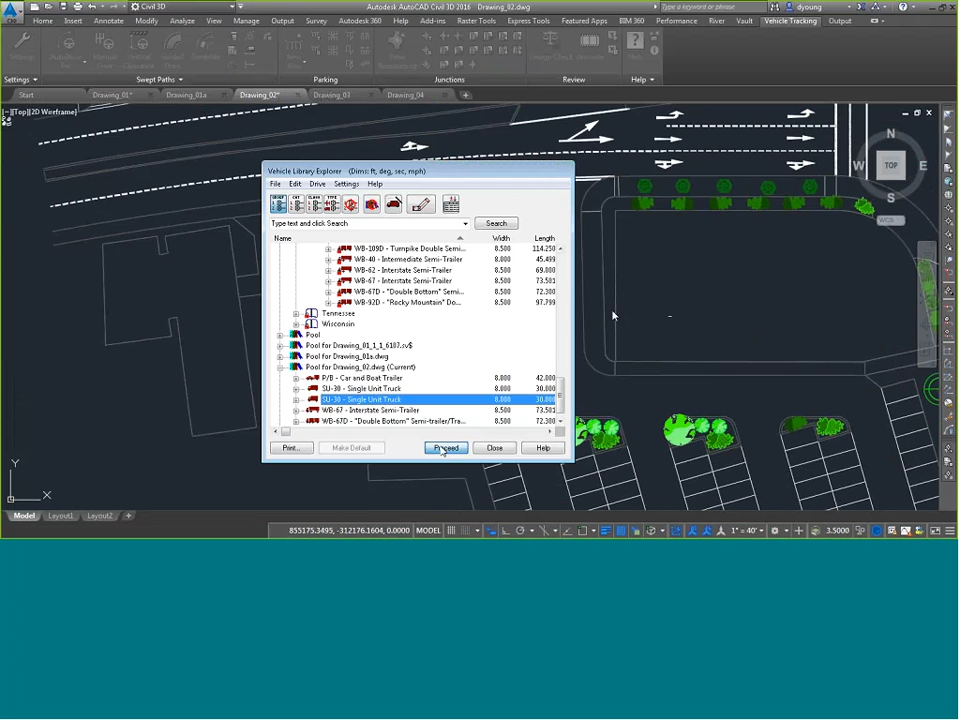 Civil 3D
Autodesk AutoCAD Civil 3D 2016 Drawing_02.dwg
Type a keyword or phrase
dyoung
Home Insert Annotate Modify Analyze View Manage Output Survey Autodesk 360 Help Add-ins Raster Tools Express Tools Featured Apps BIM 360 Performance River Vault Vehicle Tracking Output
Settings
Help
Settings Swept Paths Parking Junctions Review Help
Start Drawing_01* Drawing_01a Drawing_02* Drawing_03 Drawing_04
[−][Top][2D Wireframe]
N
W TOP E
S
WCS
Vehicle Library Explorer (Dims: ft, deg, sec, mph)
File Edit Drive Settings Help
Type text and click Search Search
Name Width Length
WB-109D - Turnpike Double Semi... 8.500 114.250
WB-40 - Intermediate Semi-Trailer 8.000 45.499
WB-62 - Interstate Semi-Trailer 8.500 69.000
WB-67 - Interstate Semi-Trailer 8.500 73.501
WB-67D - "Double Bottom" Semi... 8.500 72.300
WB-92D - "Rocky Mountain" Do... 8.500 97.799
Tennessee
Wisconsin
Pool
Pool for Drawing_01_1_1_6107.sv$
Pool for Drawing_01a.dwg
Pool for Drawing_02.dwg (Current)
P/B - Car and Boat Trailer 8.000 42.000
SU-30 - Single Unit Truck 8.000 30.000
SU-30 - Single Unit Truck 8.000 30.000
WB-67 - Interstate Semi-Trailer 8.500 73.501
WB-67D - "Double Bottom" Semi-trailer/Tra... 8.500 72.300
Print... Make Default Proceed Close Help
Y
X
Model Layout1 Layout2
855175.3495, -312176.1604, 0.0000 MODEL 1" = 40' 3.5000